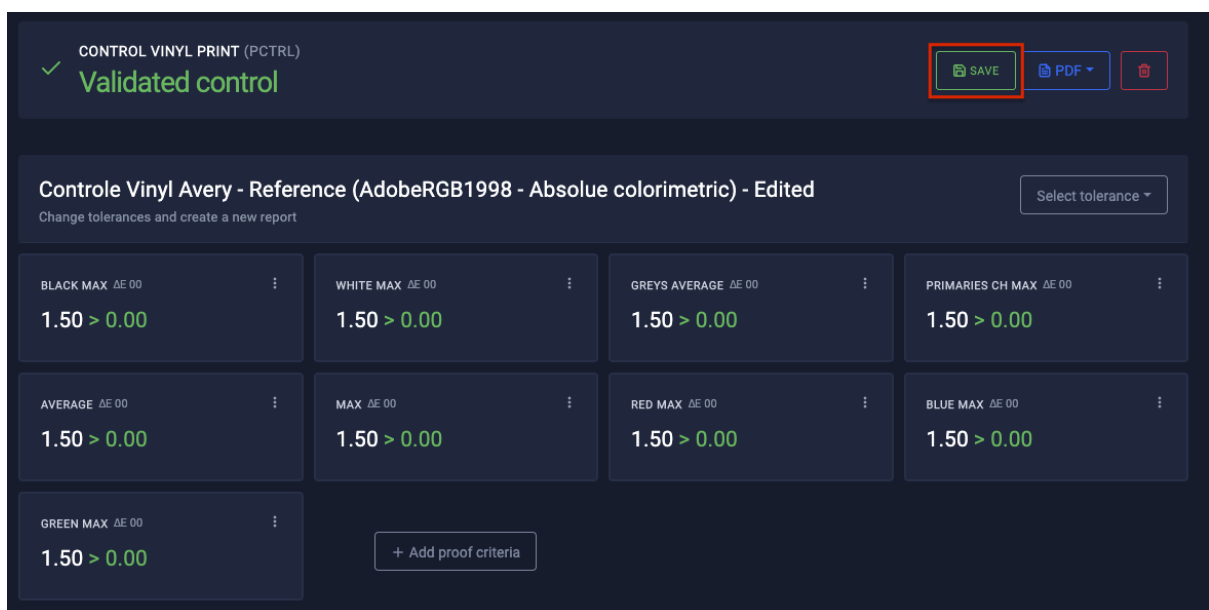 CONTROL VINYL PRINT (PCTRL)
Validated control
SAVE
PDF
Controle Vinyl Avery - Reference (AdobeRGB1998 - Absolue colorimetric) - Edited
Change tolerances and create a new report
Select tolerance
BLACK MAX ΔE 00
1.50 > 0.00
WHITE MAX ΔE 00
1.50 > 0.00
GREYS AVERAGE ΔE 00
1.50 > 0.00
PRIMARIES CH MAX ΔE 00
1.50 > 0.00
AVERAGE ΔE 00
1.50 > 0.00
MAX ΔE 00
1.50 > 0.00
RED MAX ΔE 00
1.50 > 0.00
BLUE MAX ΔE 00
1.50 > 0.00
GREEN MAX ΔE 00
1.50 > 0.00
+ Add proof criteria